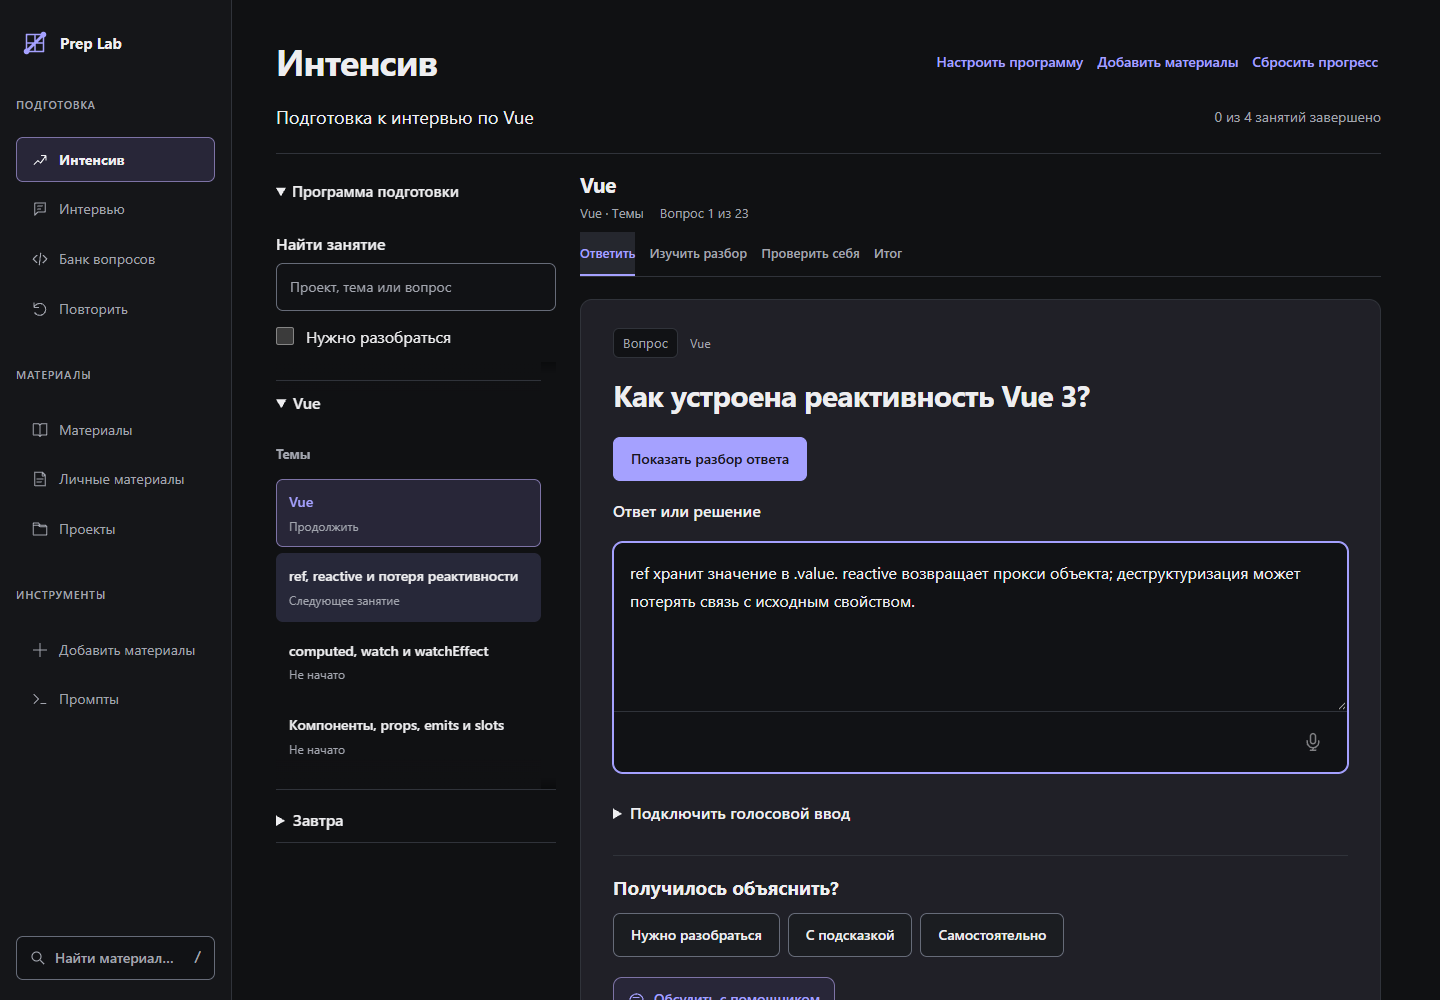 Prep Lab
ПОДГОТОВКА
Интенсив
Интервью
Банк вопросов
Повторить
МАТЕРИАЛЫ
Материалы
Личные материалы
Проекты
ИНСТРУМЕНТЫ
Добавить материалы
Промпты
Найти материал... /
Интенсив
Настроить программу Добавить материалы Сбросить прогресс
Подготовка к интервью по Vue
0 из 4 занятий завершено
Программа подготовки
Найти занятие
Проект, тема или вопрос
Нужно разобраться
Vue
Темы
Vue
Продолжить
ref, reactive и потеря реактивности
Следующее занятие
computed, watch и watchEffect
Не начато
Компоненты, props, emits и slots
Не начато
Завтра
Vue
Vue · Темы Вопрос 1 из 23
Ответить Изучить разбор Проверить себя Итог
Вопрос Vue
Как устроена реактивность Vue 3?
Показать разбор ответа
Ответ или решение
ref хранит значение в .value. reactive возвращает прокси объекта; деструктуризация может
потерять связь с исходным свойством.
Подключить голосовой ввод
Получилось объяснить?
Нужно разобраться С подсказкой Самостоятельно
Обсудить с помощником